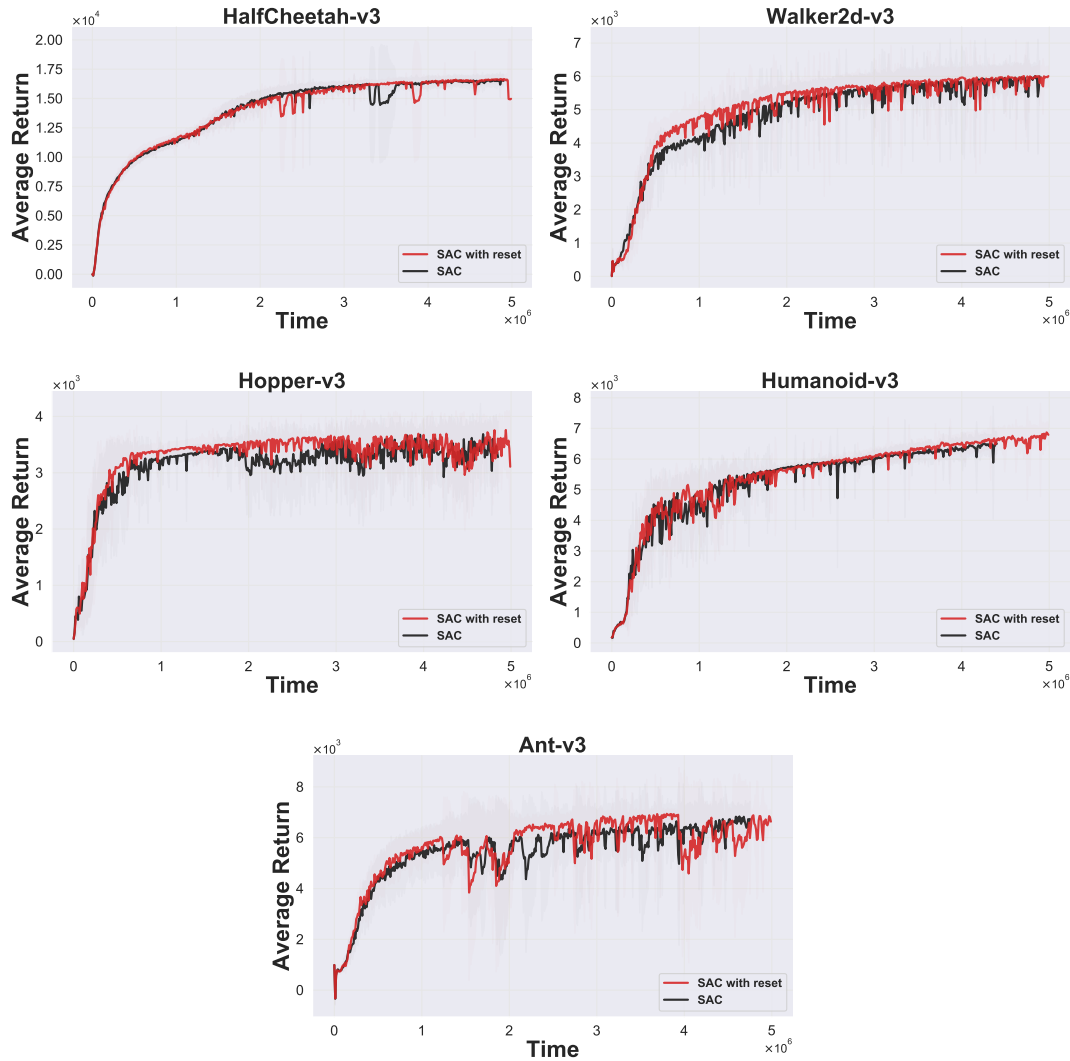 HalfCheetah-v3
×10⁴
2.00
1.75
1.50
1.25
1.00
0.75
0.50
0.25
0.00
Average Return
SAC with reset
SAC
0 1 2 3 4 5
Time
×10⁶
Walker2d-v3
×10³
7
6
5
4
3
2
1
0
Average Return
SAC with reset
SAC
0 1 2 3 4 5
Time
×10⁶
Hopper-v3
×10³
4
3
2
1
0
Average Return
SAC with reset
SAC
0 1 2 3 4 5
Time
×10⁶
Humanoid-v3
×10³
8
7
6
5
4
3
2
1
0
Average Return
SAC with reset
SAC
0 1 2 3 4 5
Time
×10⁶
Ant-v3
×10³
8
6
4
2
0
Average Return
SAC with reset
SAC
0 1 2 3 4 5
Time
×10⁶